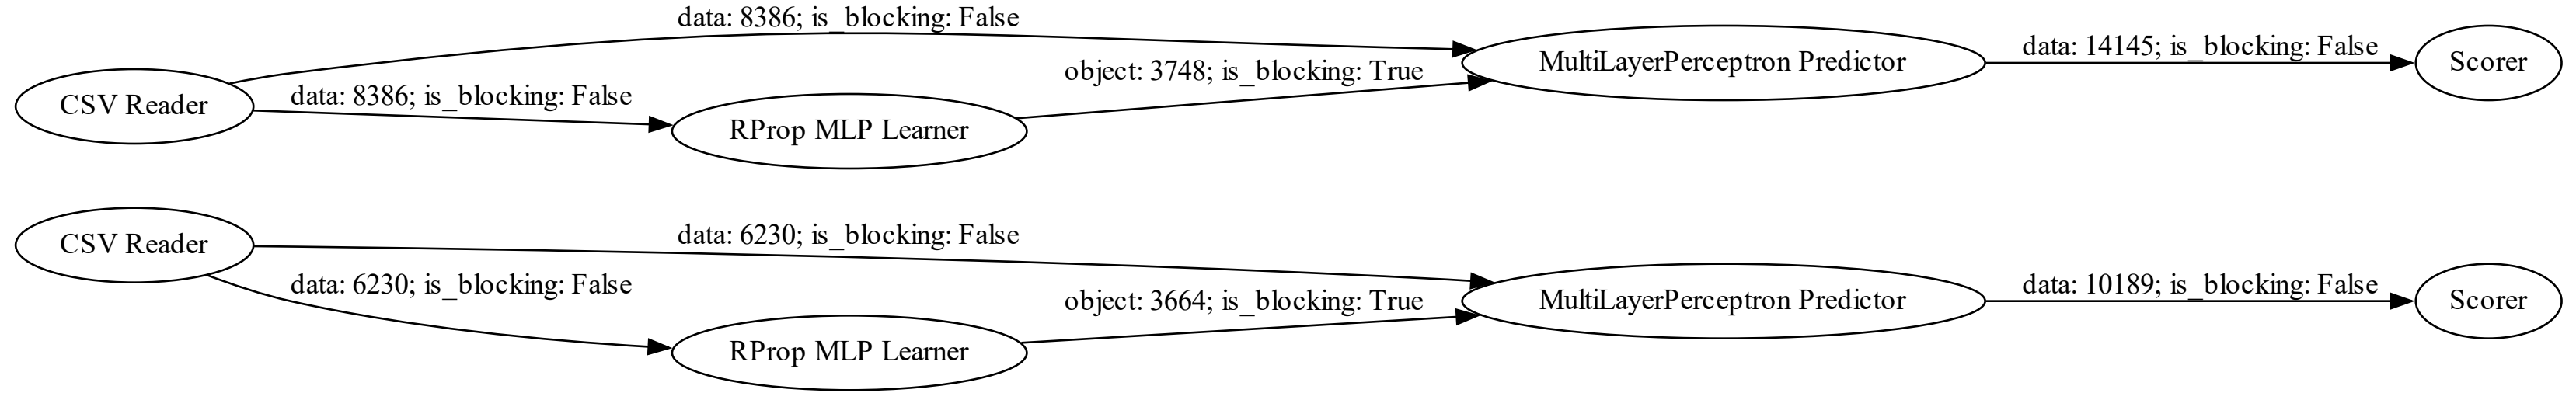 data: 8386; is_blocking: False
CSV Reader
data: 8386; is_blocking: False
RProp MLP Learner
object: 3748; is_blocking: True
MultiLayerPerceptron Predictor
data: 14145; is_blocking: False
Scorer
CSV Reader
data: 6230; is_blocking: False
data: 6230; is_blocking: False
RProp MLP Learner
object: 3664; is_blocking: True
MultiLayerPerceptron Predictor
data: 10189; is_blocking: False
Scorer